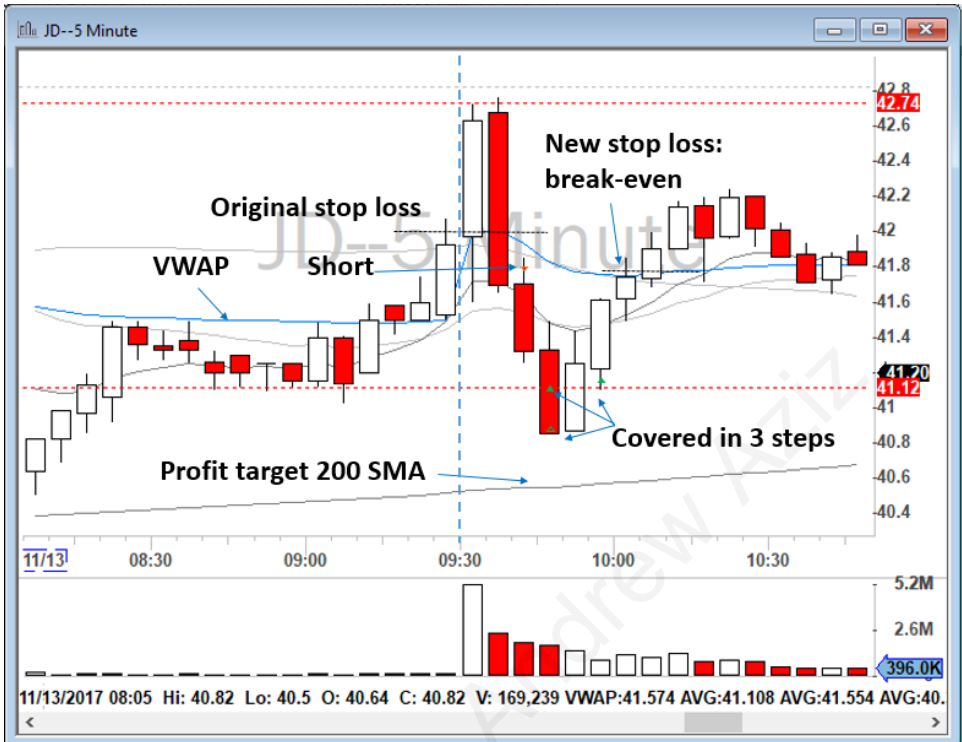 JD--5 Minute
JD--5 Minute
42.8
42.74
42.6
42.4
42.2
42
41.8
41.6
41.4
41.20
41.12
41
40.8
40.6
40.4
New stop loss:
break-even
Original stop loss
VWAP
Short
Covered in 3 steps
Profit target 200 SMA
11/13
08:30
09:00
09:30
10:00
10:30
5.2M
2.6M
396.0K
Andrew Aziz
11/13/2017 08:05 Hi: 40.82 Lo: 40.5 O: 40.64 C: 40.82 V: 169,239 VWAP:41.574 AVG:41.108 AVG:41.554 AVG:40.